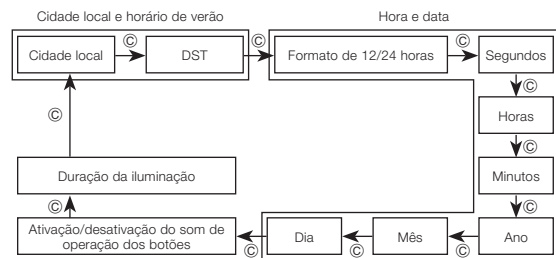 Cidade local e horário de verão
Hora e data
Cidade local
Ⓒ
DST
Ⓒ
Formato de 12/24 horas
Ⓒ
Segundos
Ⓒ
Horas
Ⓒ
Minutos
Ⓒ
Ano
Ⓒ
Mês
Ⓒ
Dia
Ⓒ
Ativação/desativação do som de
operação dos botões
Ⓒ
Duração da iluminação
Ⓒ